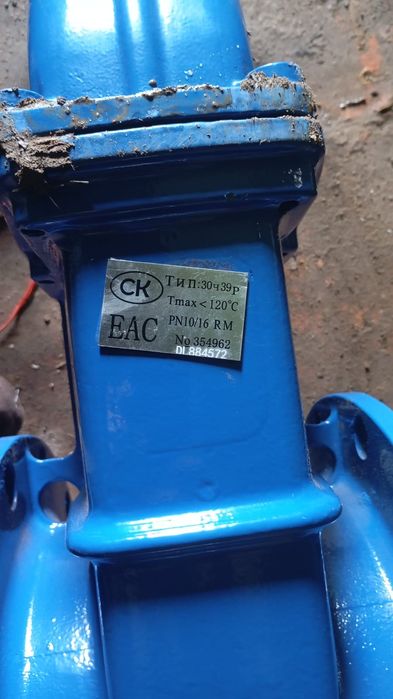 СК
ТИП:30ч39р
Tmax<120°C
EAC
PN10/16 RM
No 354962
DL884572